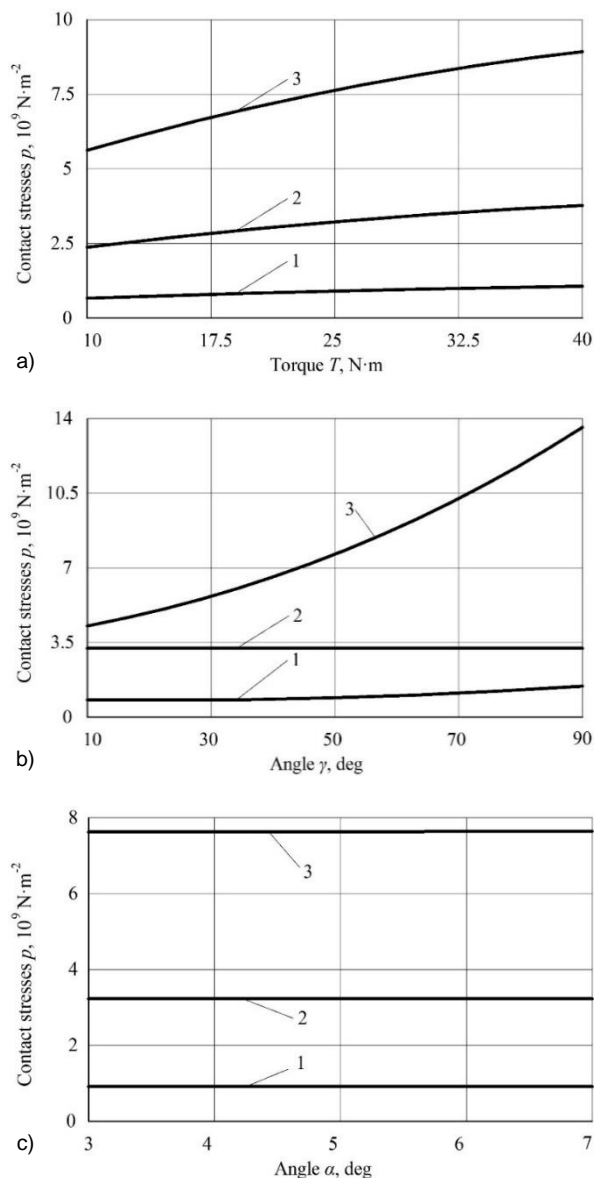 10
7.5
5
2.5
0
Contact stresses p, 10⁹ N·m⁻²
3
2
1
10 17.5 25 32.5 40
a) Torque T, N·m
14
10.5
7
3.5
0
Contact stresses p, 10⁹ N·m⁻²
3
2
1
10 30 50 70 90
b) Angle γ, deg
8
6
4
2
0
Contact stresses p, 10⁹ N·m⁻²
3
2
1
3 4 5 6 7
c) Angle α, deg